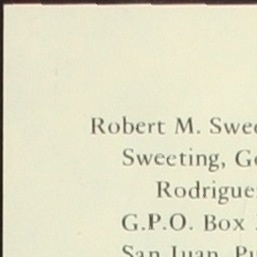 Robert M. Swee
Sweeting, Go
Rodrigue
G.P.O. Box
San Juan, Pu